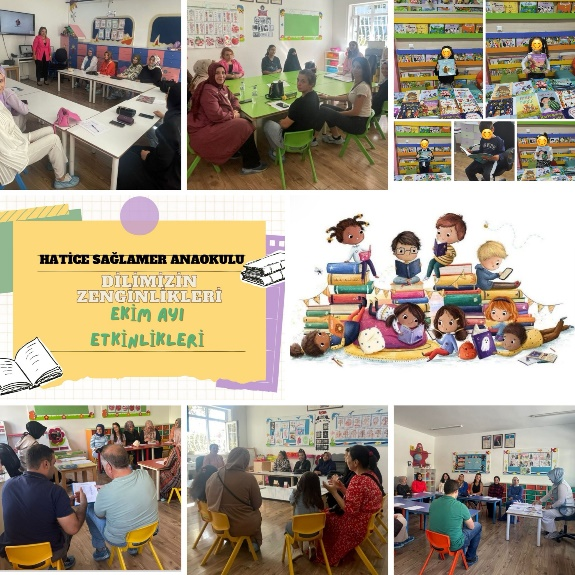 HATİCE SAĞLAMER ANAOKULU
DİLİMİZİN
ZENGİNLİKLERİ
EKİM AYI
ETKİNLİKLERİ